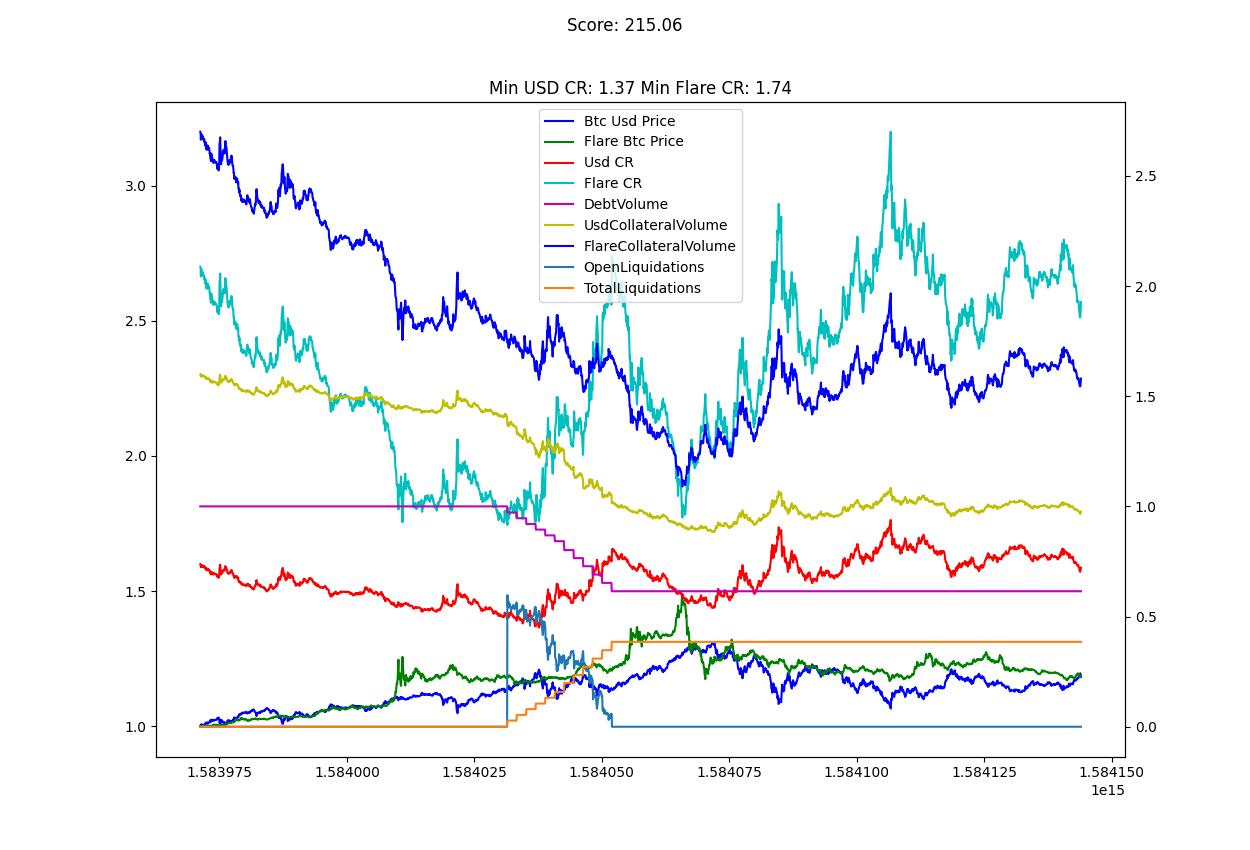 Score: 215.06
Min USD CR: 1.37 Min Flare CR: 1.74
Btc Usd Price
Flare Btc Price
Usd CR
Flare CR
DebtVolume
UsdCollateralVolume
FlareCollateralVolume
OpenLiquidations
TotalLiquidations
3.0
2.5
2.0
1.5
1.0
2.5
2.0
1.5
1.0
0.5
0.0
1.583975 1.584000 1.584025 1.584050 1.584075 1.584100 1.584125 1.584150
1e15